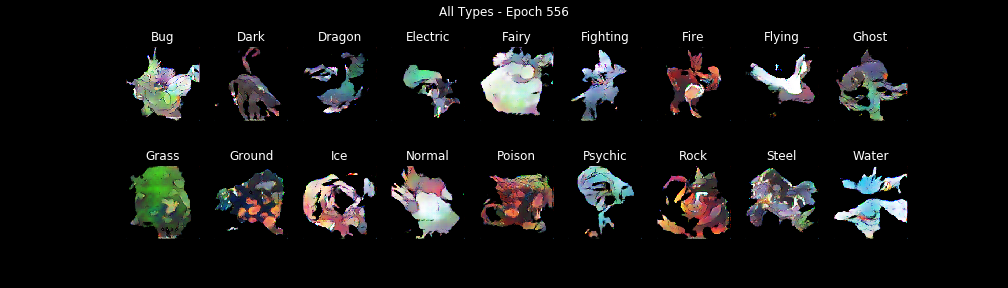 All Types - Epoch 556
Bug Dark Dragon Electric Fairy Fighting Fire Flying Ghost
Grass Ground Ice Normal Poison Psychic Rock Steel Water